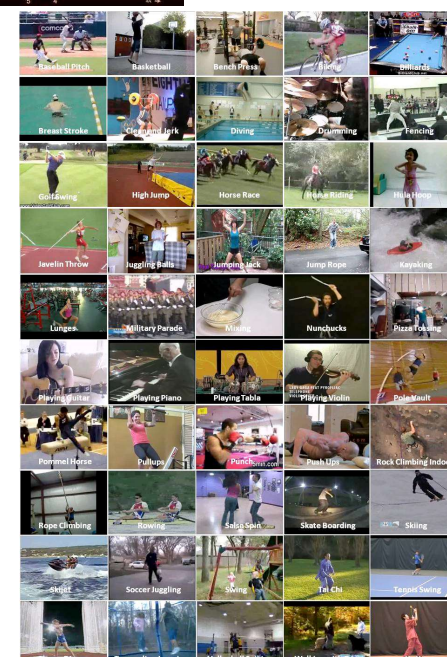 comcast
Baseball Pitch
Basketball
Bench Press
Biking
Billiards
Breast Stroke
Clean and Jerk
Diving
Drumming
Fencing
Golf Swing
High Jump
Horse Race
Horse Riding
Hula Hoop
Javelin Throw
Juggling Balls
Jumping Jack
Jump Rope
Kayaking
Lunges
Military Parade
Mixing
Nunchucks
Pizza Tossing
Playing Guitar
Playing Piano
Playing Tabla
Playing Violin
Pole Vault
Pommel Horse
Pullups
Punch
Push Ups
Rock Climbing Indoo
Rope Climbing
Rowing
Salsa Spin
Skate Boarding
Skiing
Skijet
Soccer Juggling
Swing
Tai Chi
Tennis Swing